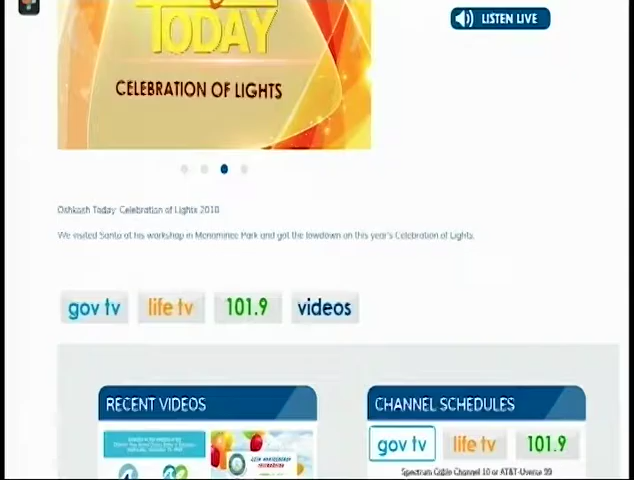 TODAY
LISTEN LIVE
CELEBRATION OF LIGHTS
Oshkosh Today: Celebration of Lights 2018
We visited Santa at his workshop in Menominee Park and got the lowdown on this year's Celebration of Lights.
gov tv life tv 101.9 videos
RECENT VIDEOS
CHANNEL SCHEDULES
gov tv life tv 101.9
Spectrum Cable Channel 10 or AT&T-Uverse 99